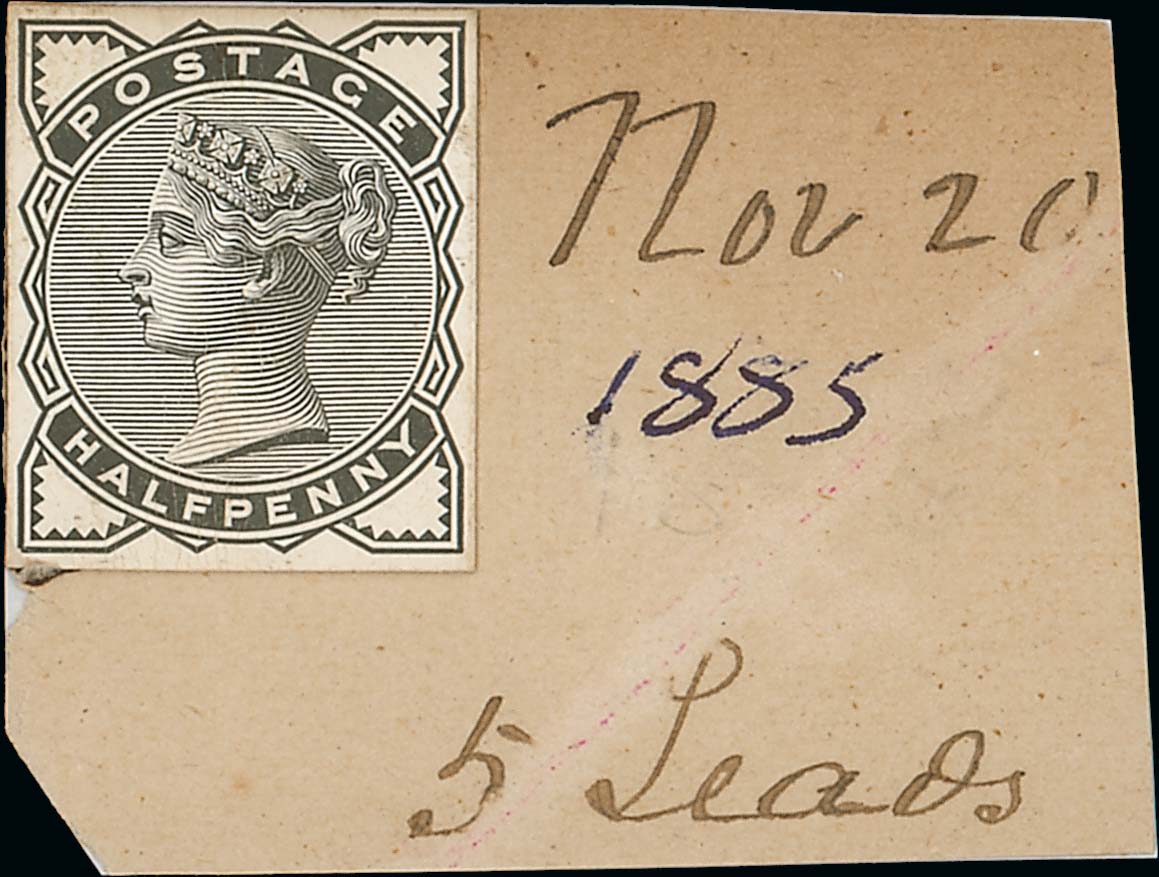 POSTAGE
HALFPENNY
Nov 20
1885
5 Leads